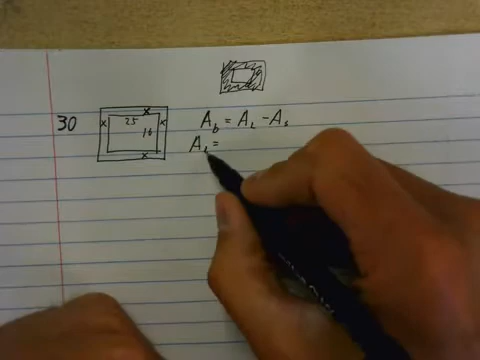 30
x
25
x 16 x
x
A_b = A_L - A_s
A_L =